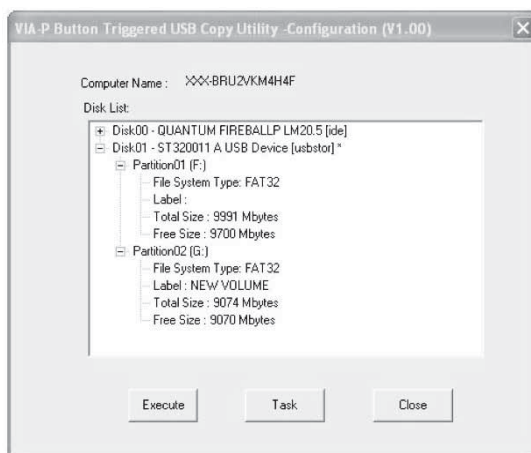 VIA-P Button Triggered USB Copy Utility -Configuration (V1.00)
Computer Name : XXX-BRU2VKM4H4F
Disk List:
Disk00 - QUANTUM FIREBALLP LM20.5 [ide]
Disk01 - ST320011 A USB Device [usbstor] *
Partition01 (F:)
File System Type: FAT32
Label :
Total Size : 9991 Mbytes
Free Size : 9700 Mbytes
Partition02 (G:)
File System Type: FAT32
Label : NEW VOLUME
Total Size : 9074 Mbytes
Free Size : 9070 Mbytes
Execute Task Close